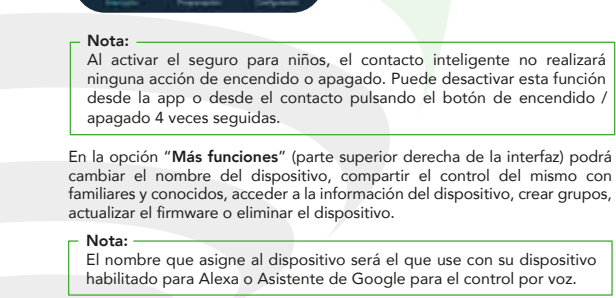 Nota:
Al activar el seguro para niños, el contacto inteligente no realizará
ninguna acción de encendido o apagado. Puede desactivar esta función
desde la app o desde el contacto pulsando el botón de encendido /
apagado 4 veces seguidas.
En la opción "Más funciones" (parte superior derecha de la interfaz) podrá
cambiar el nombre del dispositivo, compartir el control del mismo con
familiares y conocidos, acceder a la información del dispositivo, crear grupos,
actualizar el firmware o eliminar el dispositivo.
Nota:
El nombre que asigne al dispositivo será el que use con su dispositivo
habilitado para Alexa o Asistente de Google para el control por voz.